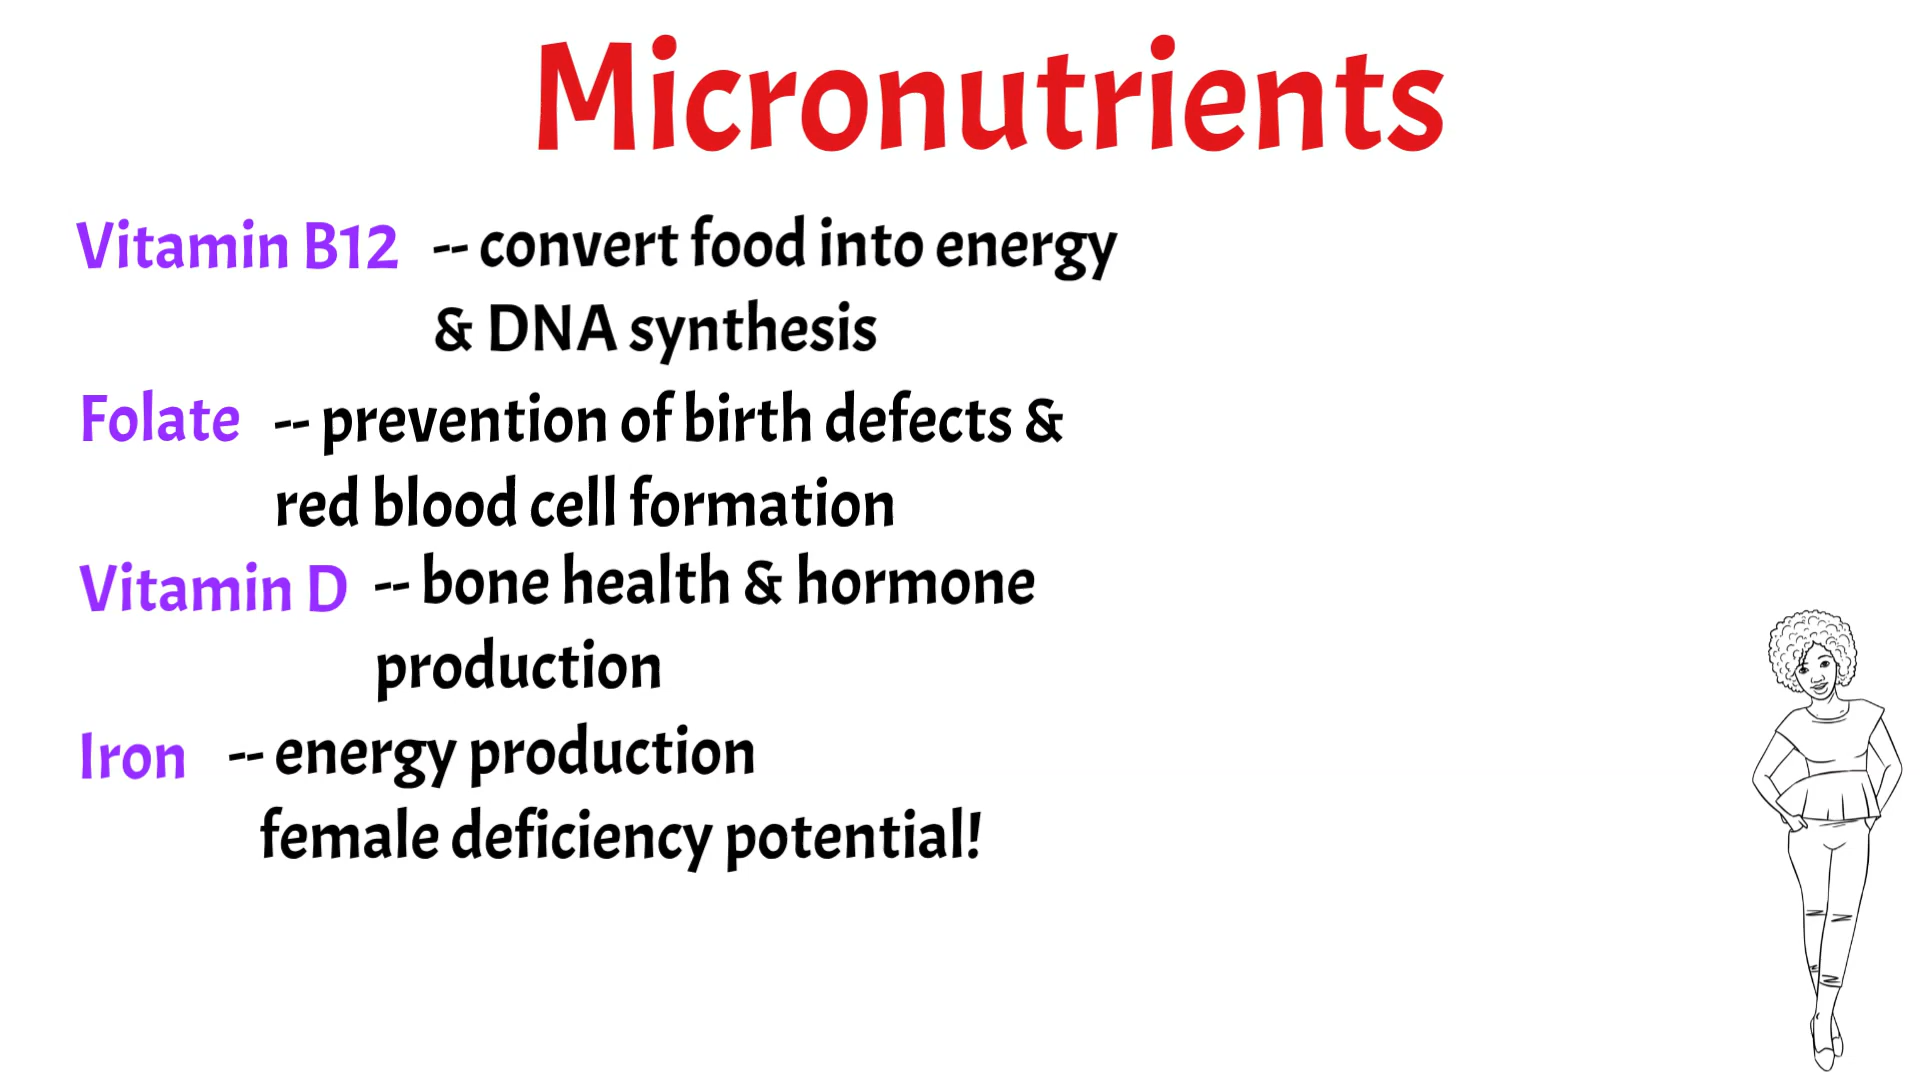 Micronutrients
Vitamin B12 -- convert food into energy
& DNA synthesis
Folate -- prevention of birth defects &
red blood cell formation
Vitamin D -- bone health & hormone
production
Iron -- energy production
female deficiency potential!